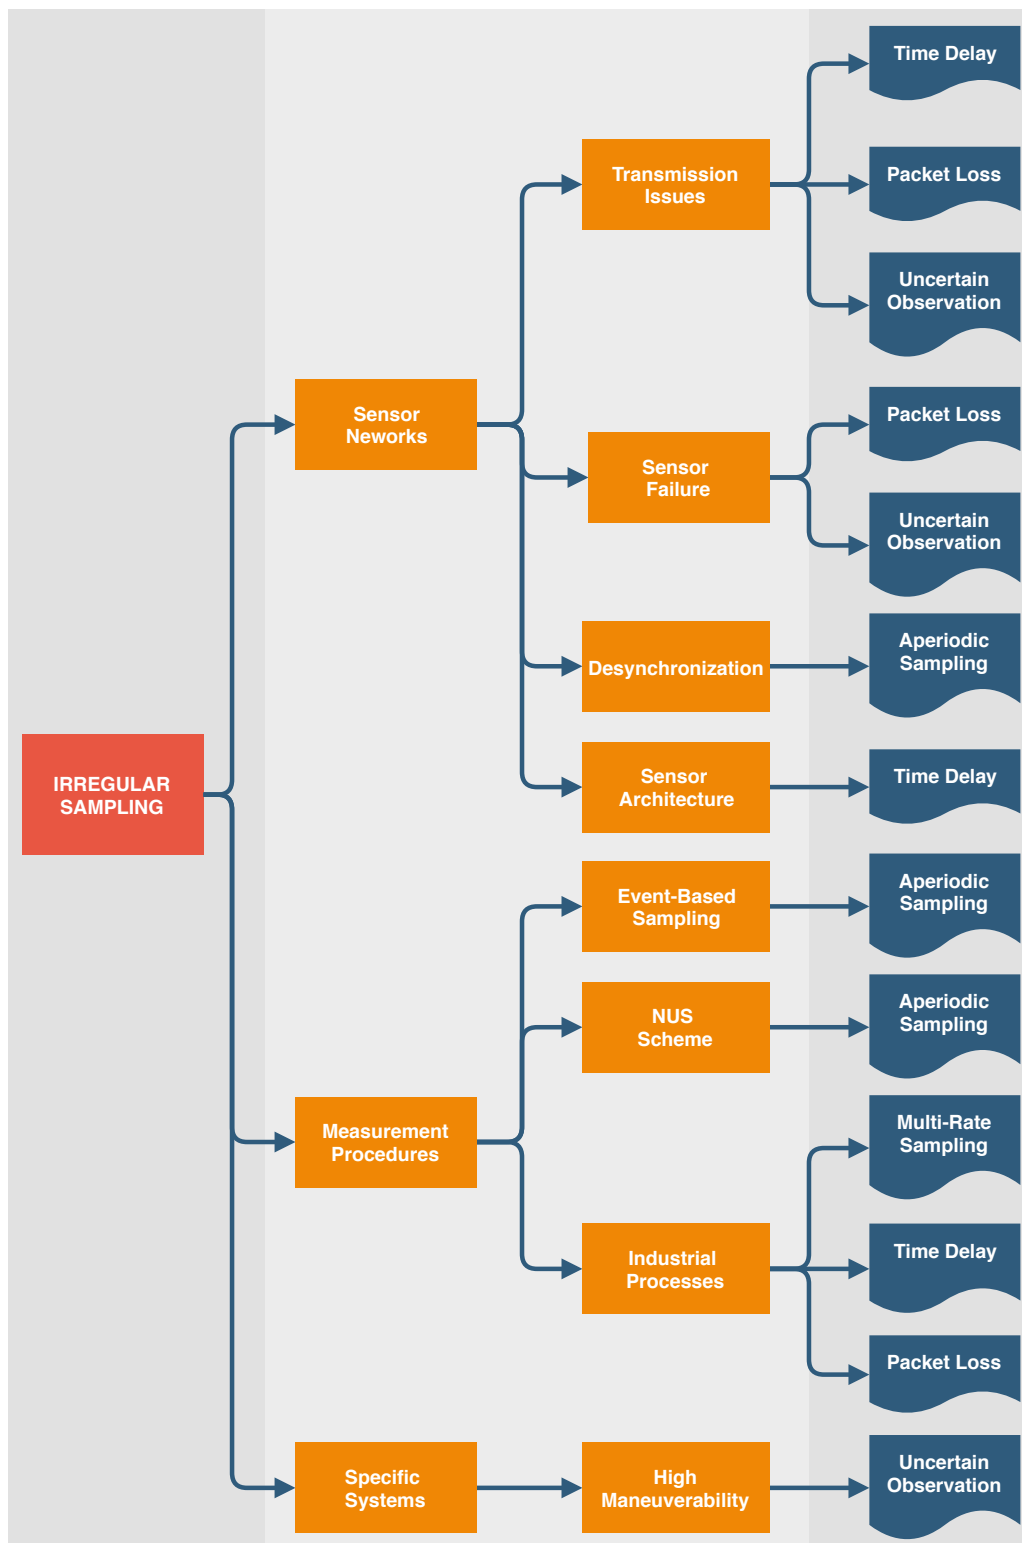 Time Delay
Transmission
Issues
Packet Loss
Uncertain
Observation
Sensor
Neworks
Packet Loss
Sensor
Failure
Uncertain
Observation
Desynchronization
Aperiodic
Sampling
IRREGULAR
SAMPLING
Sensor
Architecture
Time Delay
Event-Based
Sampling
Aperiodic
Sampling
NUS
Scheme
Aperiodic
Sampling
Measurement
Procedures
Multi-Rate
Sampling
Industrial
Processes
Time Delay
Packet Loss
Specific
Systems
High
Maneuverability
Uncertain
Observation